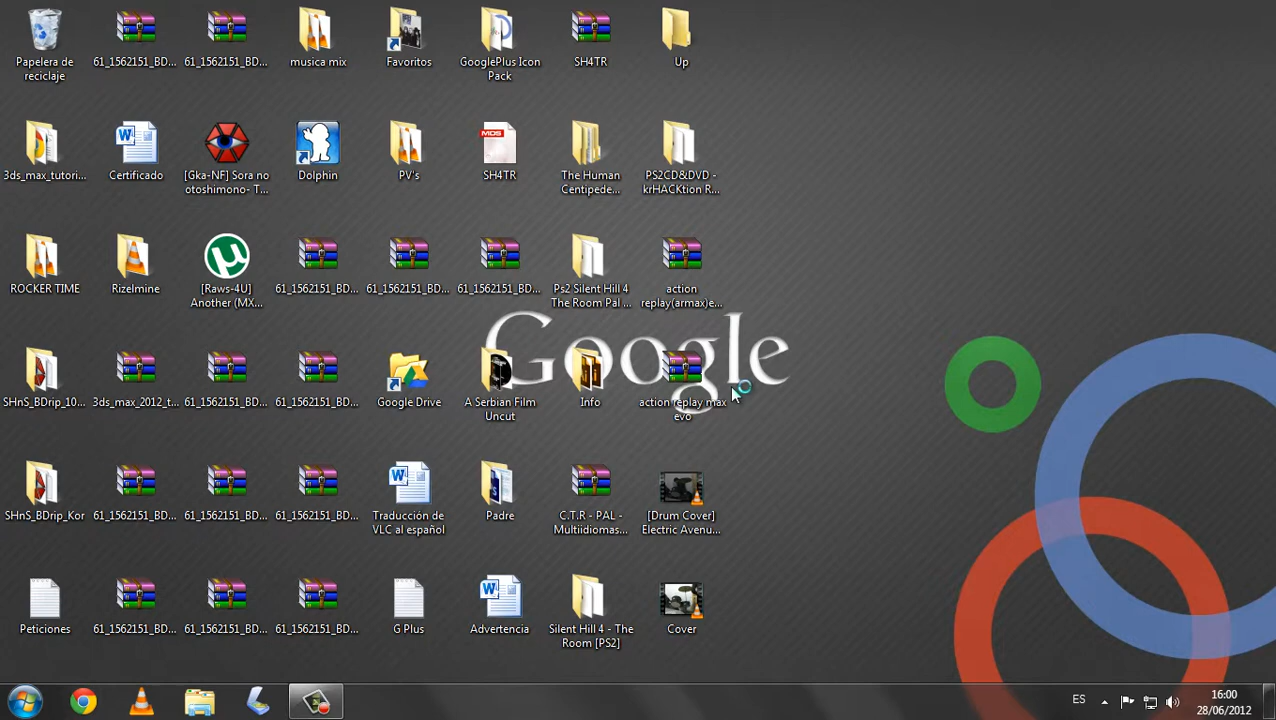 Papelera de
reciclaje
61_1562151_BD...
61_1562151_BD...
musica mix
Favoritos
GooglePlus Icon
Pack
SH4TR
Up
3ds_max_tutori...
Certificado
[Gka-NF] Sora no
otoshimono- T...
Dolphin
PV's
MDS
SH4TR
The Human
Centipede...
PS2CD&DVD -
krHACKtion R...
ROCKER TIME
Rizelmine
[Raws-4U]
Another (MX...
61_1562151_BD...
61_1562151_BD...
61_1562151_BD...
Ps2 Silent Hill 4
The Room Pal ...
action
replay(armax)e...
Google
SHnS_BDrip_10...
3ds_max_2012_t...
61_1562151_BD...
61_1562151_BD...
Google Drive
A Serbian Film
Uncut
Info
action replay max
evo
SHnS_BDrip_Kor
61_1562151_BD...
61_1562151_BD...
61_1562151_BD...
Traducción de
VLC al español
Padre
C.T.R - PAL -
Multiidiomas...
[Drum Cover]
Electric Avenu...
Peticiones
61_1562151_BD...
61_1562151_BD...
61_1562151_BD...
G Plus
Advertencia
Silent Hill 4 - The
Room [PS2]
Cover
ES
16:00
28/06/2012